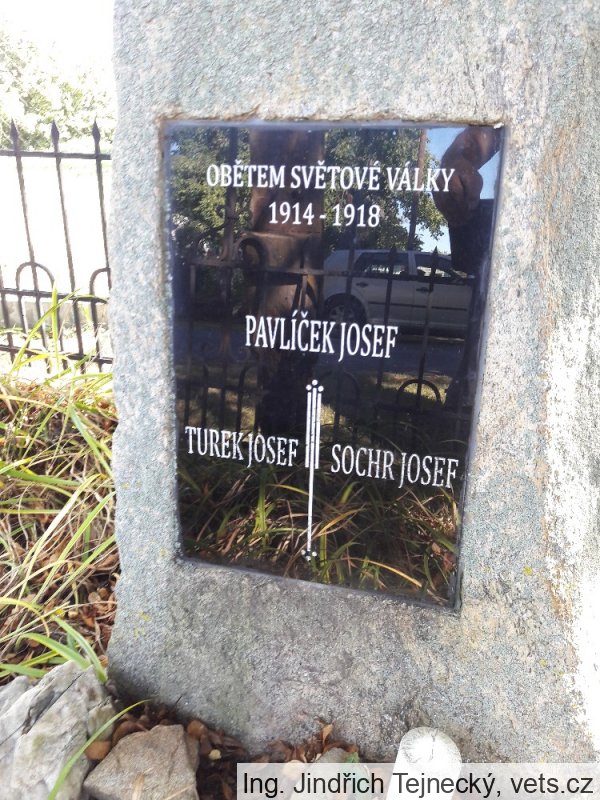 OBĚTEM SVĚTOVÉ VÁLKY
1914 - 1918
PAVLÍČEK JOSEF
TUREK JOSEF
SOCHR JOSEF
Ing. Jindřich Tejnecký, vets.cz